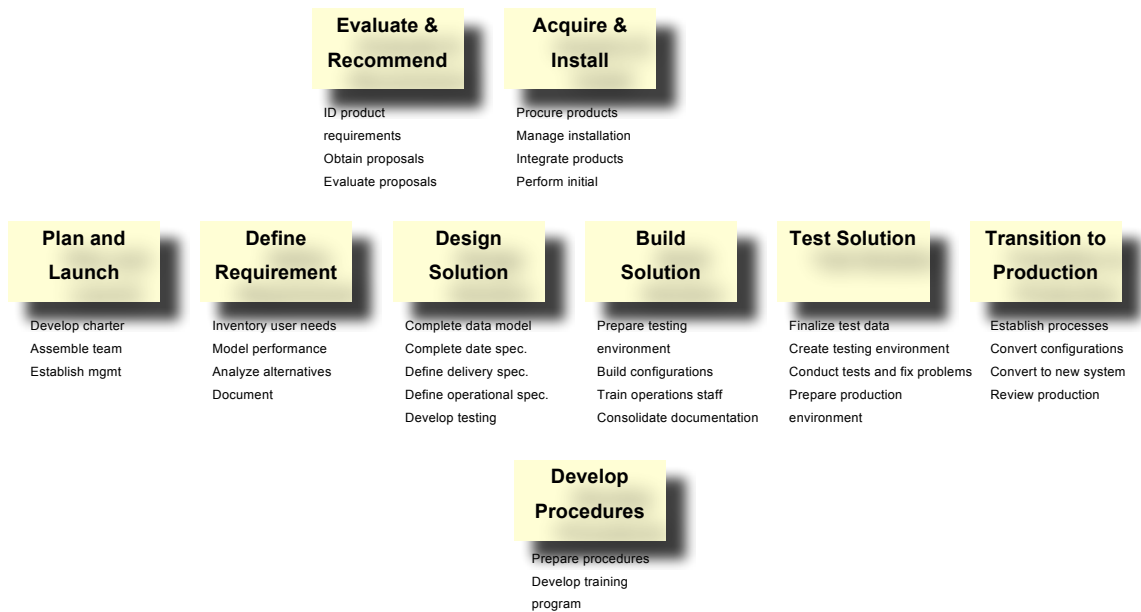 Evaluate &
Recommend
ID product
requirements
Obtain proposals
Evaluate proposals
Acquire &
Install
Procure products
Manage installation
Integrate products
Perform initial
Plan and
Launch
Develop charter
Assemble team
Establish mgmt
Define
Requirement
Inventory user needs
Model performance
Analyze alternatives
Document
Design
Solution
Complete data model
Complete date spec.
Define delivery spec.
Define operational spec.
Develop testing
Build
Solution
Prepare testing
environment
Build configurations
Train operations staff
Consolidate documentation
Test Solution
Finalize test data
Create testing environment
Conduct tests and fix problems
Prepare production
environment
Transition to
Production
Establish processes
Convert configurations
Convert to new system
Review production
Develop
Procedures
Prepare procedures
Develop training
program